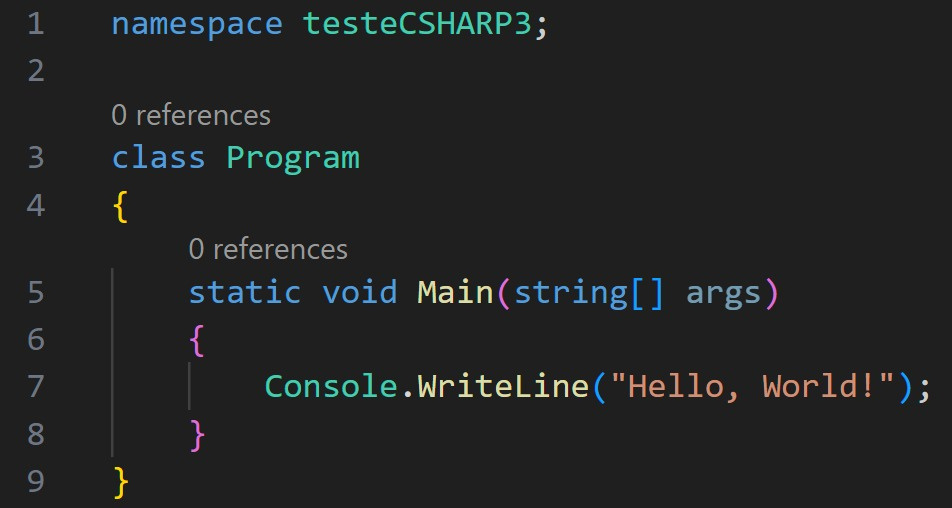 1 namespace testeCSHARP3;
2
0 references
3 class Program
4 {
0 references
5 static void Main(string[] args)
6 {
7 Console.WriteLine("Hello, World!");
8 }
9 }